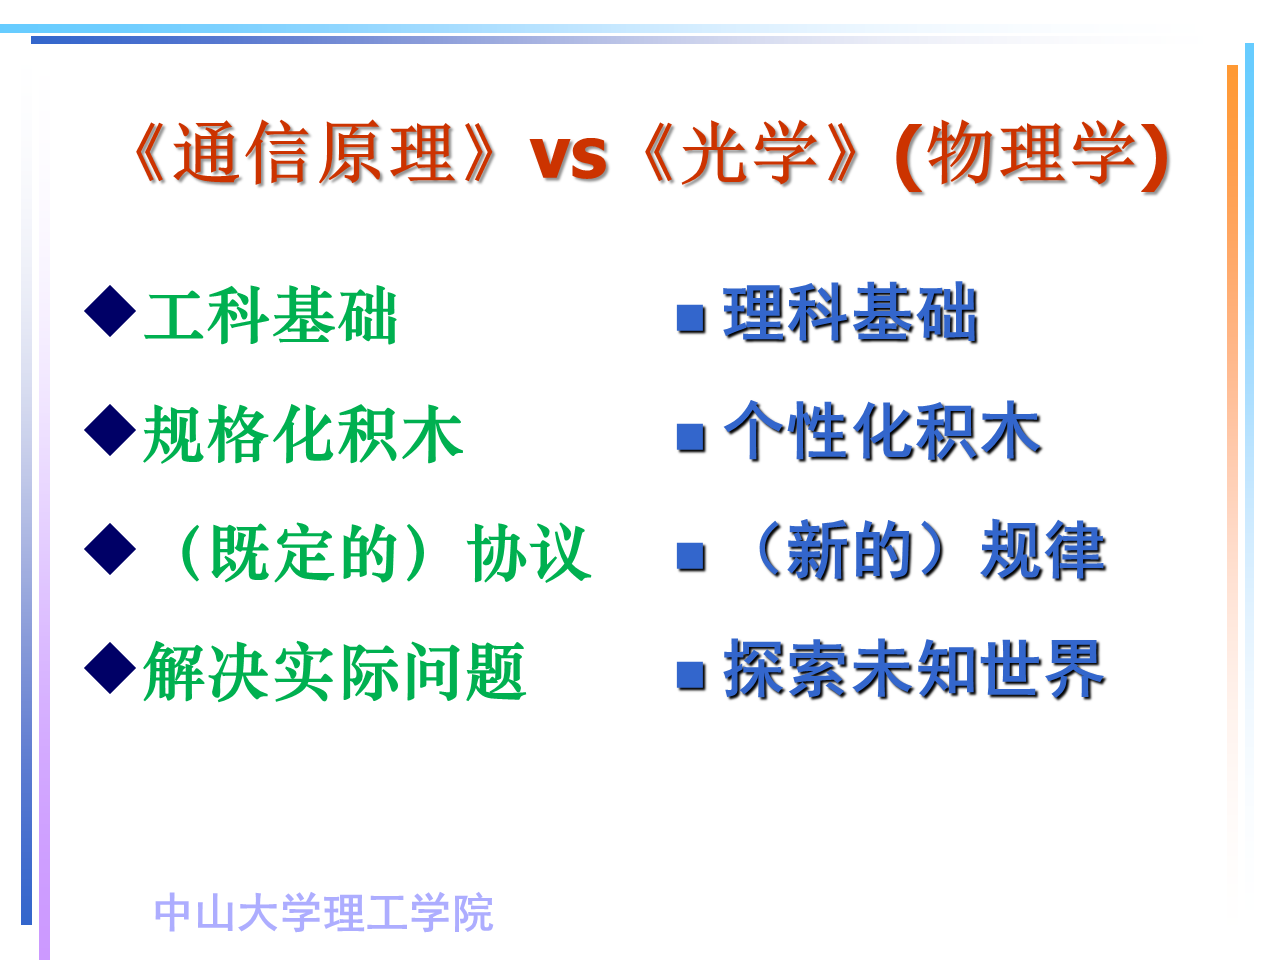 《通信原理》vs《光学》(物理学)
工科基础
规格化积木
（既定的）协议
解决实际问题
理科基础
个性化积木
（新的）规律
探索未知世界
中山大学理工学院